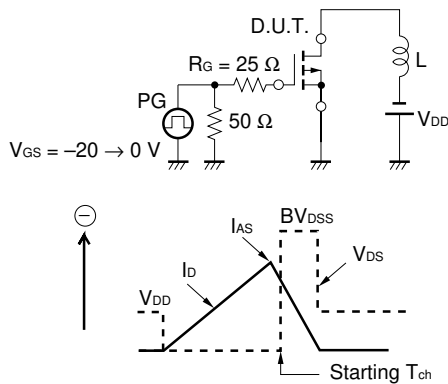 D.U.T.
L
RG = 25 Ω
PG
50 Ω
VDD
VGS = −20 → 0 V
⊖
IAS
BVDSS
ID
VDS
VDD
Starting Tch